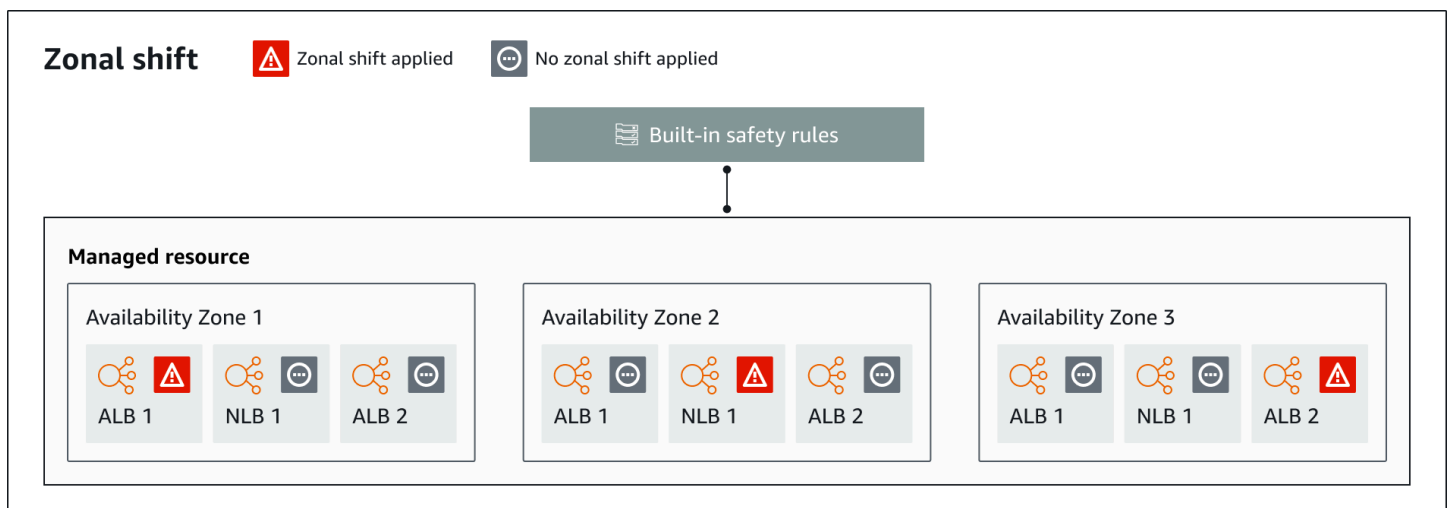 Zonal shift
Zonal shift applied
No zonal shift applied
Built-in safety rules
Managed resource
Availability Zone 1
ALB 1
NLB 1
ALB 2
Availability Zone 2
ALB 1
NLB 1
ALB 2
Availability Zone 3
ALB 1
NLB 1
ALB 2